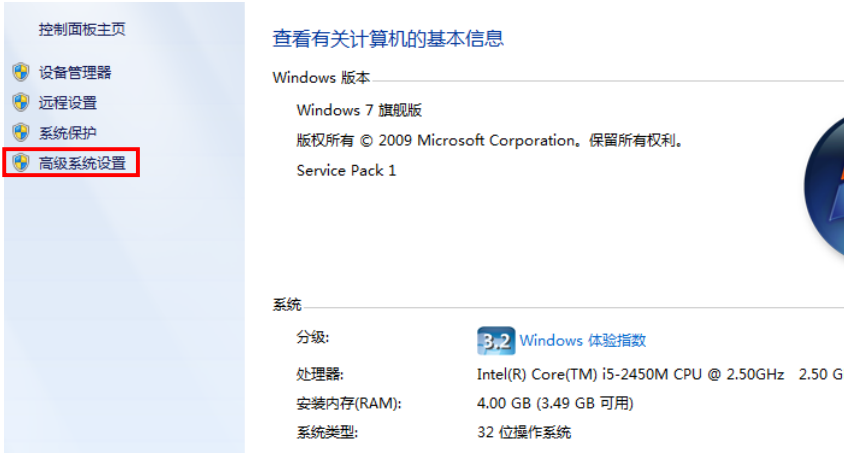 控制面板主页
设备管理器
远程设置
系统保护
高级系统设置
查看有关计算机的基本信息
Windows 版本
Windows 7 旗舰版
版权所有 © 2009 Microsoft Corporation。保留所有权利。
Service Pack 1
系统
分级: 3.2 Windows 体验指数
处理器: Intel(R) Core(TM) i5-2450M CPU @ 2.50GHz 2.50 G
安装内存(RAM): 4.00 GB (3.49 GB 可用)
系统类型: 32 位操作系统